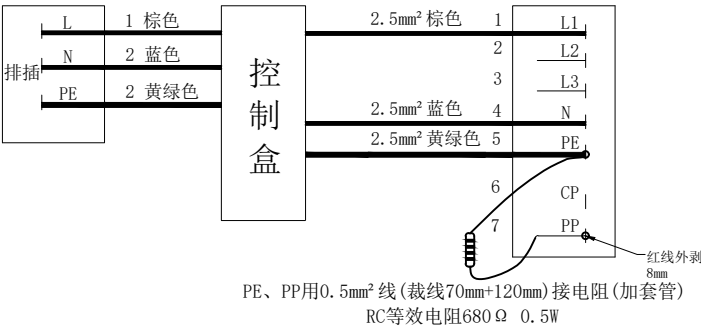 L 1 棕色 2.5mm² 棕色 1 L1
2 L2
N 2 蓝色
排插
3 L3
PE 2 黄绿色
控制盒
2.5mm² 蓝色 4 N
2.5mm² 黄绿色 5 PE
6 CP
7 PP
红线外剥
8mm
PE、PP用0.5mm² 线(裁线70mm+120mm)接电阻(加套管)
RC等效电阻680Ω 0.5W